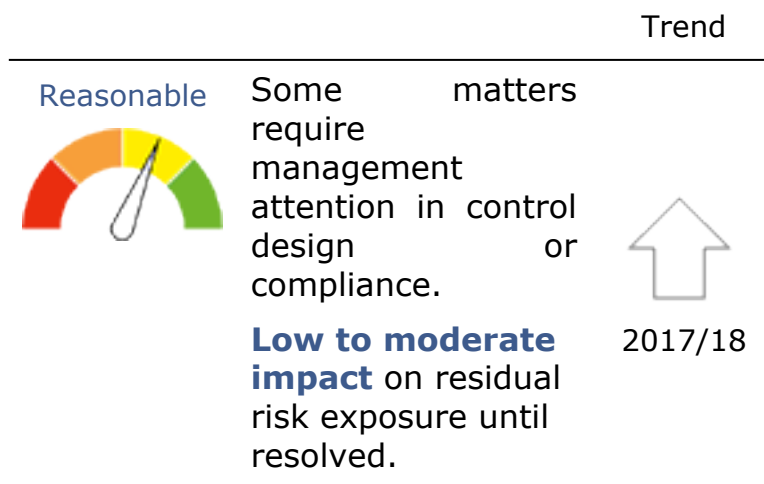 Trend
Reasonable
Some matters
require
management
attention in control
design or
compliance.
Low to moderate
impact on residual
risk exposure until
resolved.
2017/18